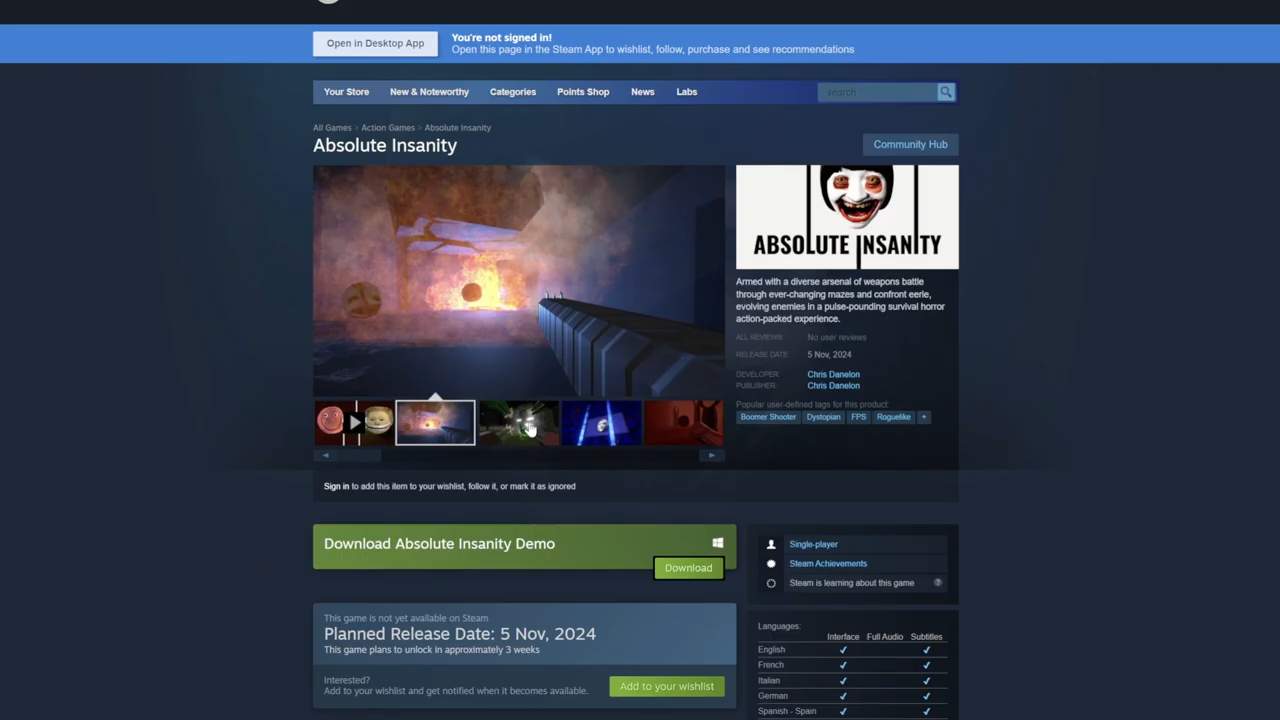 Open in Desktop App
You're not signed in!
Open this page in the Steam App to wishlist, follow, purchase and see recommendations
Your Store
New & Noteworthy
Categories
Points Shop
News
Labs
search
All Games > Action Games > Absolute Insanity
Absolute Insanity
Community Hub
ABSOLUTE INSANITY
Armed with a diverse arsenal of weapons battle
through ever-changing mazes and confront eerie,
evolving enemies in a pulse-pounding survival horror
action-packed experience.
ALL REVIEWS: No user reviews
RELEASE DATE: 5 Nov, 2024
DEVELOPER: Chris Danelon
PUBLISHER: Chris Danelon
Popular user-defined tags for this product:
Boomer Shooter
Dystopian
FPS
Roguelike
+
Sign in to add this item to your wishlist, follow it, or mark it as ignored
Download Absolute Insanity Demo
Download
This game is not yet available on Steam
Planned Release Date: 5 Nov, 2024
This game plans to unlock in approximately 3 weeks
Interested?
Add to your wishlist and get notified when it becomes available.
Add to your wishlist
Single-player
Steam Achievements
Steam is learning about this game ?
Languages:
Interface Full Audio Subtitles
English ✔ ✔
French ✔ ✔
Italian ✔ ✔
German ✔ ✔
Spanish - Spain ✔ ✔